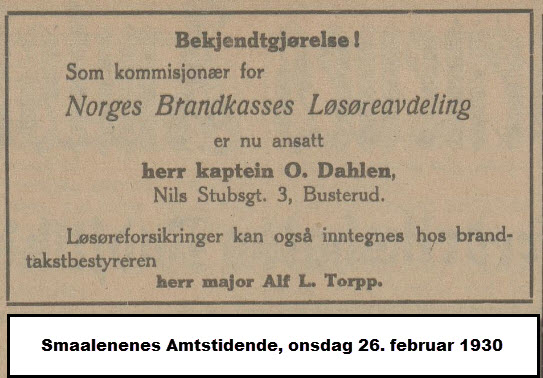 Bekjendtgjørelse!
Som kommisjonær for
Norges Brandkasses Løsøreavdeling
er nu ansatt
herr kaptein O. Dahlen,
Nils Stubsgt. 3, Busterud.
Løsøreforsikringer kan også inntegnes hos brand-
takstbestyreren
herr major Alf L. Torpp.
Smaalenenes Amtstidende, onsdag 26. februar 1930